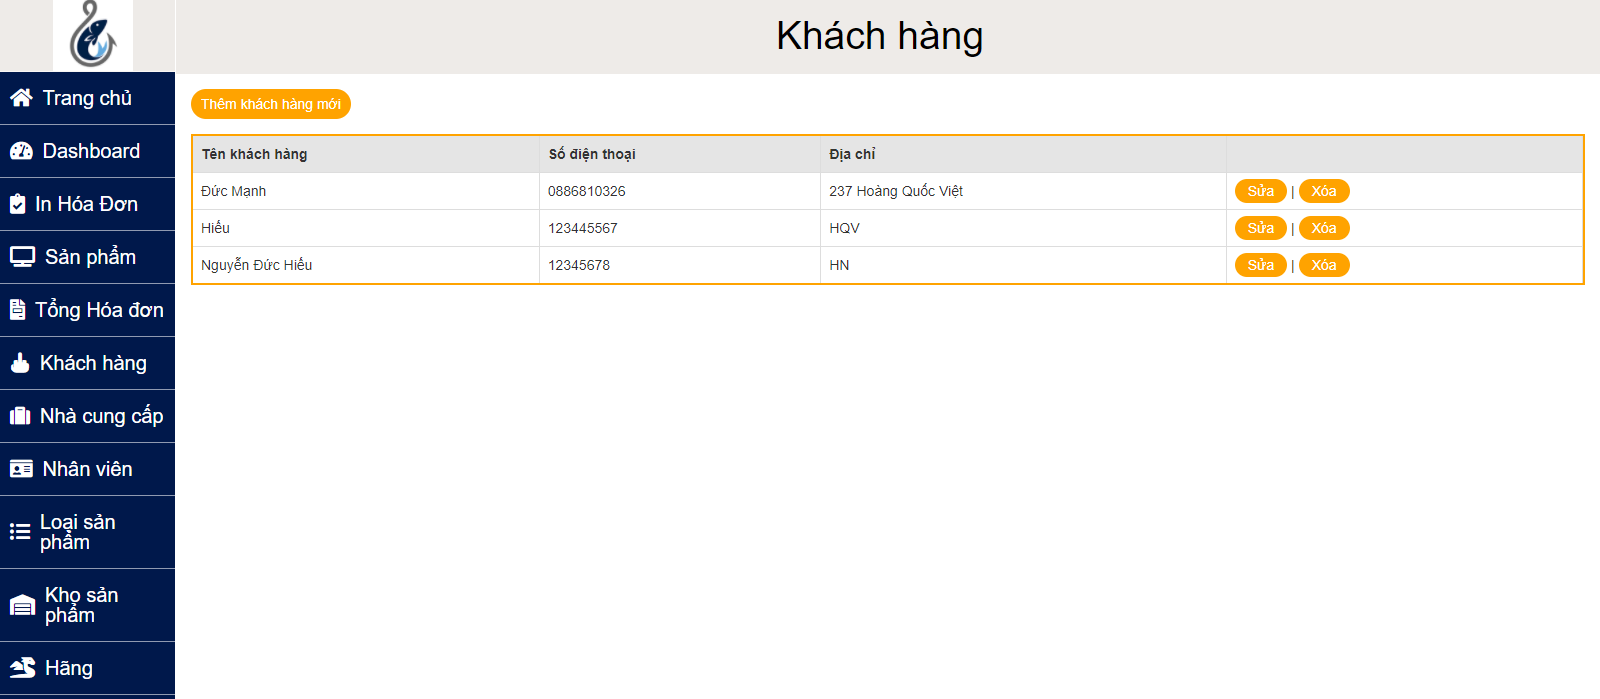 Khách hàng
Trang chủ
Dashboard
In Hóa Đơn
Sản phẩm
Tổng Hóa đơn
Khách hàng
Nhà cung cấp
Nhân viên
Loại sản
phẩm
Kho sản
phẩm
Hãng
Thêm khách hàng mới
Tên khách hàng Số điện thoại Địa chỉ
Đức Mạnh 0886810326 237 Hoàng Quốc Việt Sửa | Xóa
Hiếu 123445567 HQV Sửa | Xóa
Nguyễn Đức Hiếu 12345678 HN Sửa | Xóa